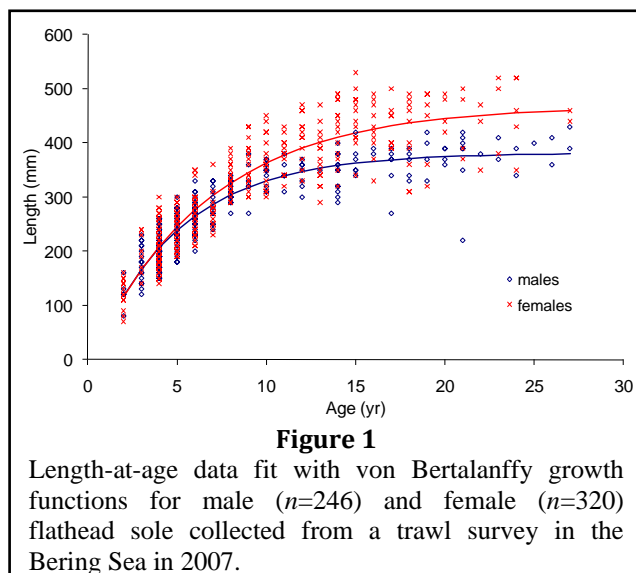 600
500
400
300
200
100
0
Length (mm)
males
females
0 5 10 15 20 25 30
Age (yr)
Figure 1
Length-at-age data fit with von Bertalanffy growth
functions for male (n=246) and female (n=320)
flathead sole collected from a trawl survey in the
Bering Sea in 2007.